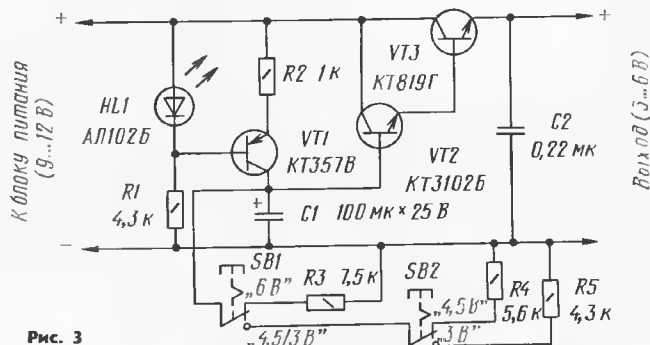 +
+
К блоку питания
(9...12 В)
HL1
АЛ102Б
R1
4,3 к
R2 1 к
VT1
КТ357В
VT3
КТ819Г
VT2
КТ3102Б
C2
0,22 мк
Выход (3...6 В)
+
C1 100 мк × 25 В
−
SB1
„6 В"
„4,5/3 В"
R3 7,5 к
SB2
„4,5 В"
„3 В"
R4
5,6 к
R5
4,3 к
Рис. 3